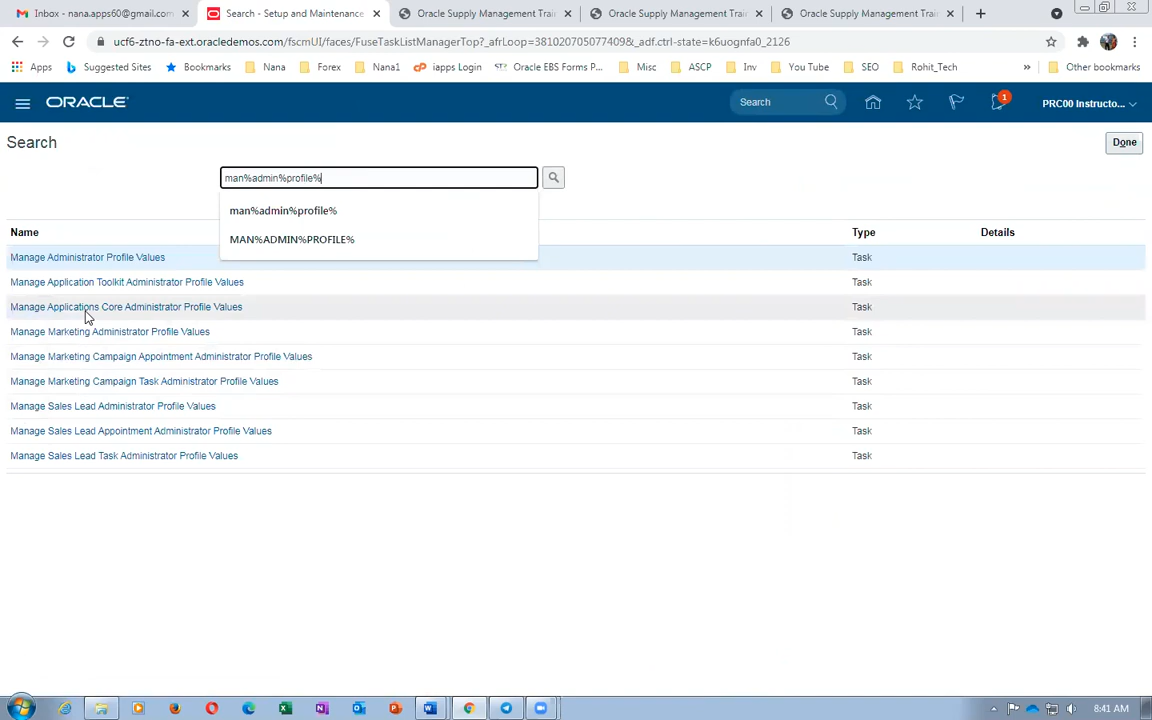 Inbox - nana.apps60@gmail.com
Search - Setup and Maintenance
Oracle Supply Management Train
Oracle Supply Management Train
Oracle Supply Management Train
ucf6-ztno-fa-ext.oracledemos.com/fscmUI/faces/FuseTaskListManagerTop?_afrLoop=381020705077409&_adf.ctrl-state=k6uognfa0_2126
Apps
Suggested Sites
Bookmarks
Nana
Forex
Nana1
iapps Login
Oracle EBS Forms P...
Misc
ASCP
Inv
You Tube
SEO
Rohit_Tech
Other bookmarks
ORACLE
Search
1
PRC00 Instructo...
Search
Done
man%admin%profile%
man%admin%profile%
MAN%ADMIN%PROFILE%
Name Type Details
Manage Administrator Profile Values Task
Manage Application Toolkit Administrator Profile Values Task
Manage Applications Core Administrator Profile Values Task
Manage Marketing Administrator Profile Values Task
Manage Marketing Campaign Appointment Administrator Profile Values Task
Manage Marketing Campaign Task Administrator Profile Values Task
Manage Sales Lead Administrator Profile Values Task
Manage Sales Lead Appointment Administrator Profile Values Task
Manage Sales Lead Task Administrator Profile Values Task
8:41 AM